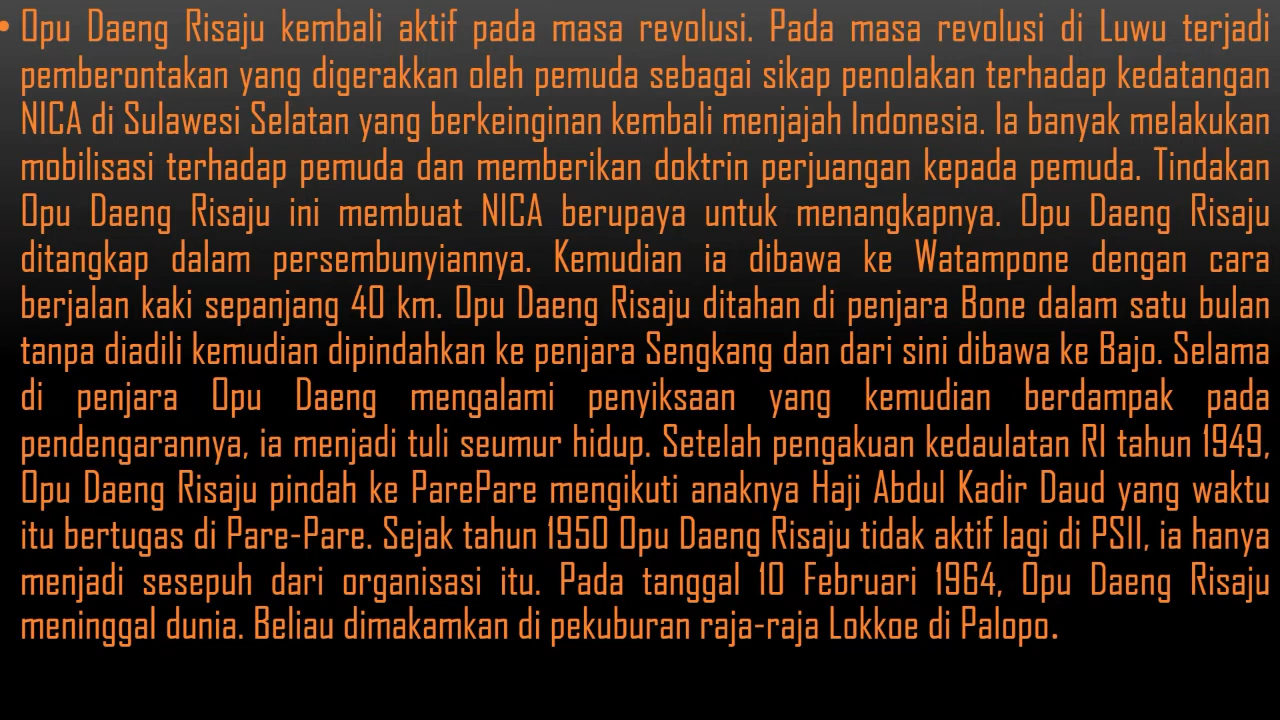 • Opu Daeng Risaju kembali aktif pada masa revolusi. Pada masa revolusi di Luwu terjadi
pemberontakan yang digerakkan oleh pemuda sebagai sikap penolakan terhadap kedatangan
NICA di Sulawesi Selatan yang berkeinginan kembali menjajah Indonesia. Ia banyak melakukan
mobilisasi terhadap pemuda dan memberikan doktrin perjuangan kepada pemuda. Tindakan
Opu Daeng Risaju ini membuat NICA berupaya untuk menangkapnya. Opu Daeng Risaju
ditangkap dalam persembunyiannya. Kemudian ia dibawa ke Watampone dengan cara
berjalan kaki sepanjang 40 km. Opu Daeng Risaju ditahan di penjara Bone dalam satu bulan
tanpa diadili kemudian dipindahkan ke penjara Sengkang dan dari sini dibawa ke Bajo. Selama
di penjara Opu Daeng mengalami penyiksaan yang kemudian berdampak pada
pendengarannya, ia menjadi tuli seumur hidup. Setelah pengakuan kedaulatan RI tahun 1949,
Opu Daeng Risaju pindah ke ParePare mengikuti anaknya Haji Abdul Kadir Daud yang waktu
itu bertugas di Pare-Pare. Sejak tahun 1950 Opu Daeng Risaju tidak aktif lagi di PSII, ia hanya
menjadi sesepuh dari organisasi itu. Pada tanggal 10 Februari 1964, Opu Daeng Risaju
meninggal dunia. Beliau dimakamkan di pekuburan raja-raja Lokkoe di Palopo.